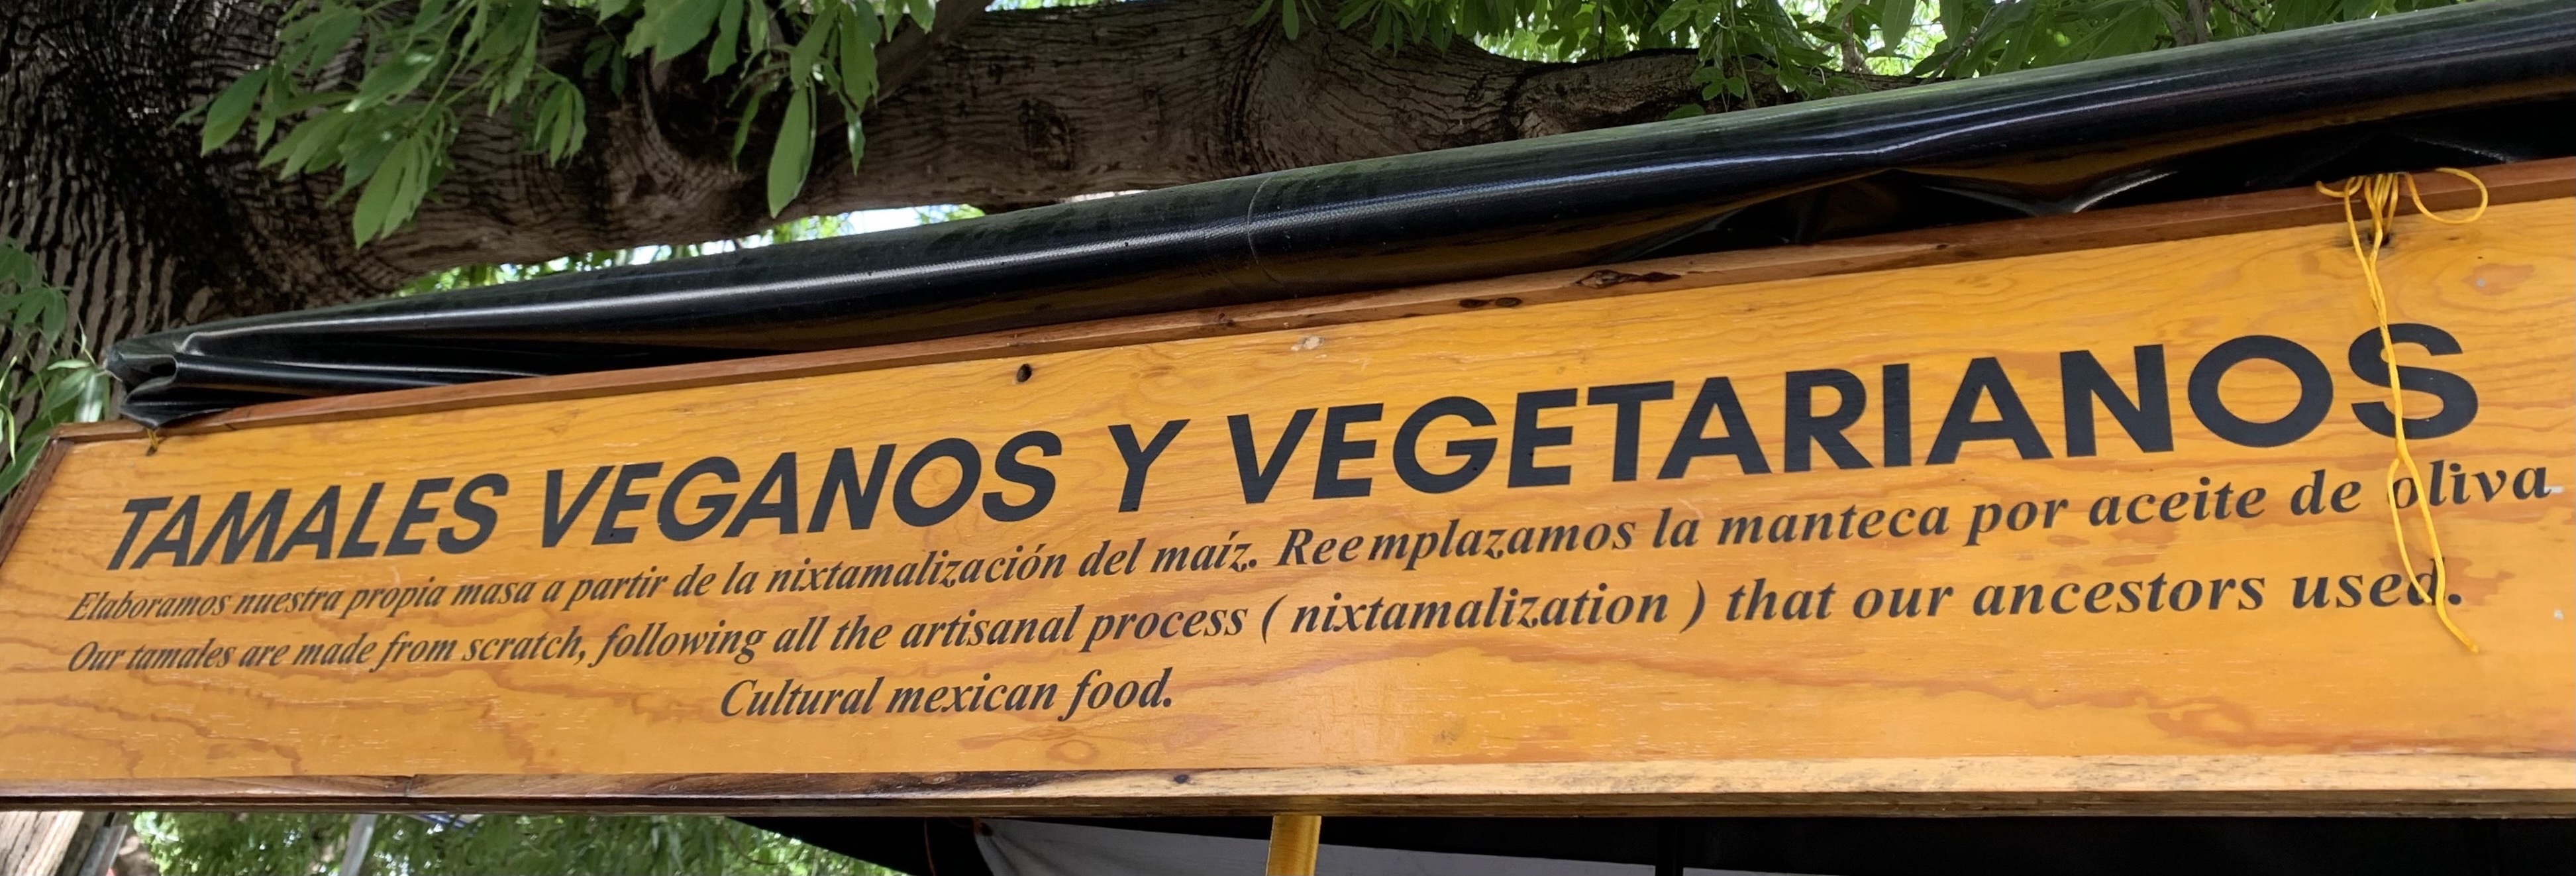 TAMALES VEGANOS Y VEGETARIANOS
Elaboramos nuestra propia masa a partir de la nixtamalización del maíz. Reemplazamos la manteca por aceite de oliva
Our tamales are made from scratch, following all the artisanal process ( nixtamalization ) that our ancestors used.
Cultural mexican food.